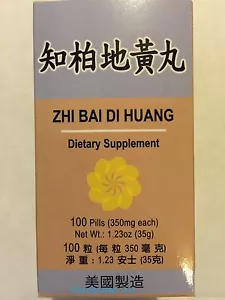 知柏地黃丸
ZHI BAI DI HUANG
Dietary Supplement
100 Pills (350mg each)
Net Wt.: 1.23oz (35g)
100 粒 (每 粒 350 毫 克)
淨 重：1.23 安士 (35克)
美國製造